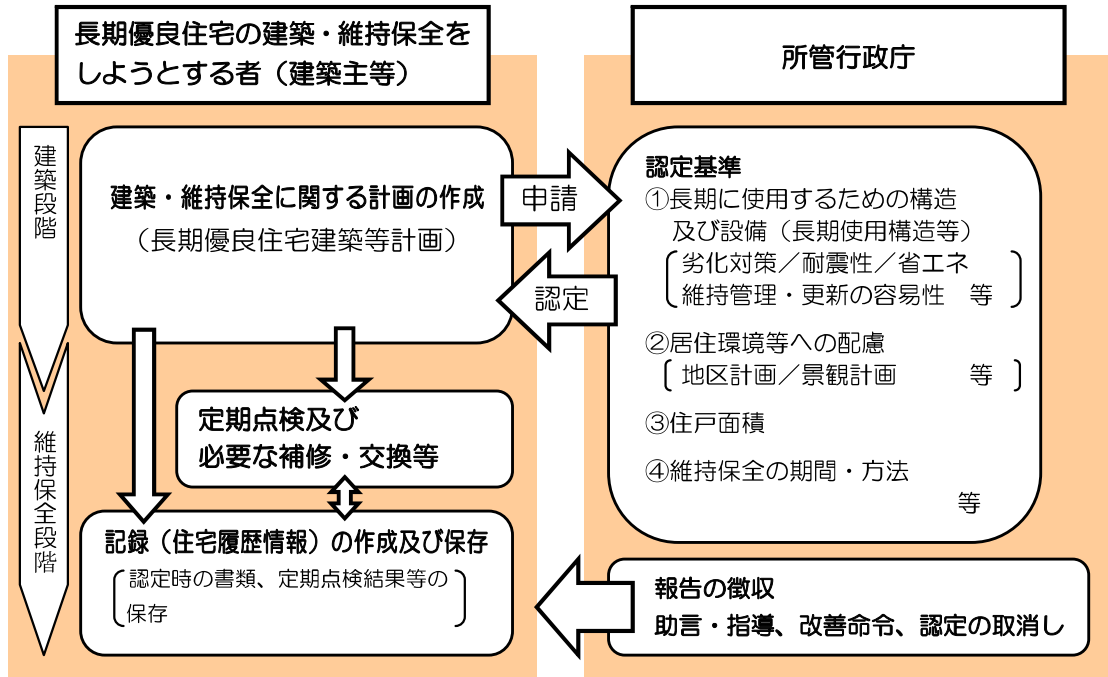 長期優良住宅の建築・維持保全を
しようとする者（建築主等）
建築段階
維持保全段階
建築・維持保全に関する計画の作成
（長期優良住宅建築等計画）
定期点検及び
必要な補修・交換等
記録（住宅履歴情報）の作成及び保存
認定時の書類、定期点検結果等の
保存
申請
認定
所管行政庁
認定基準
①長期に使用するための構造
及び設備（長期使用構造等）
劣化対策／耐震性／省エネ
維持管理・更新の容易性　等
②居住環境等への配慮
地区計画／景観計画　等
③住戸面積
④維持保全の期間・方法
等
報告の徴収
助言・指導、改善命令、認定の取消し